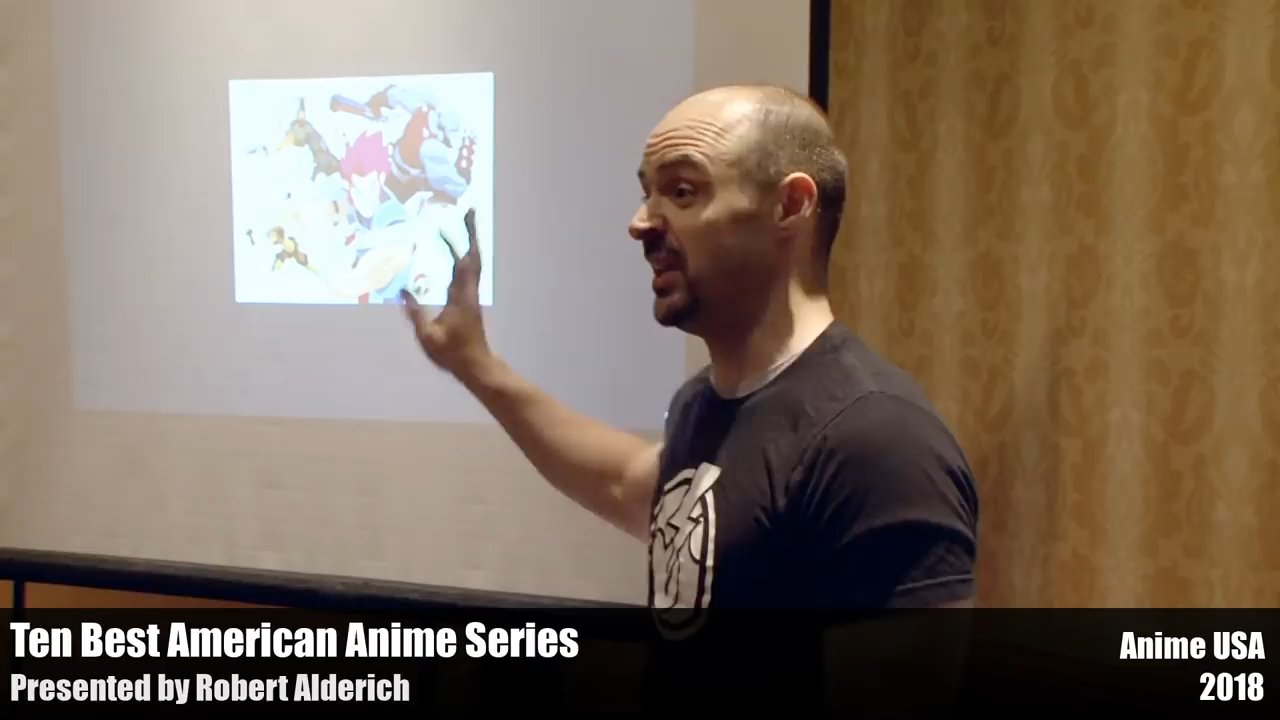 Ten Best American Anime Series
Presented by Robert Alderich
Anime USA
2018